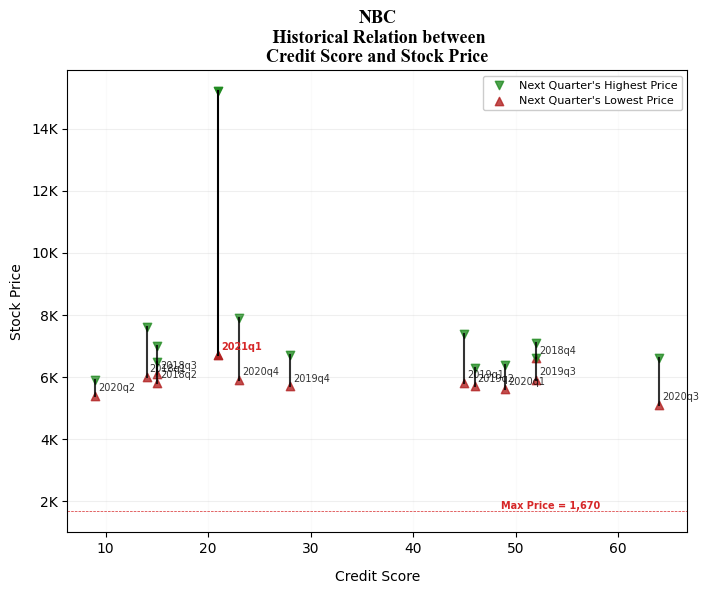 NBC
Historical Relation between
Credit Score and Stock Price
Next Quarter's Highest Price
Next Quarter's Lowest Price
14K
12K
10K
8K
6K
4K
2K
Stock Price
2021q1
2018q4
2018q3
2018q1
2018q2
2020q2
2020q4
2019q4
2019q1
2019q2
2020q1
2019q3
2020q3
Max Price = 1,670
10
20
30
40
50
60
Credit Score